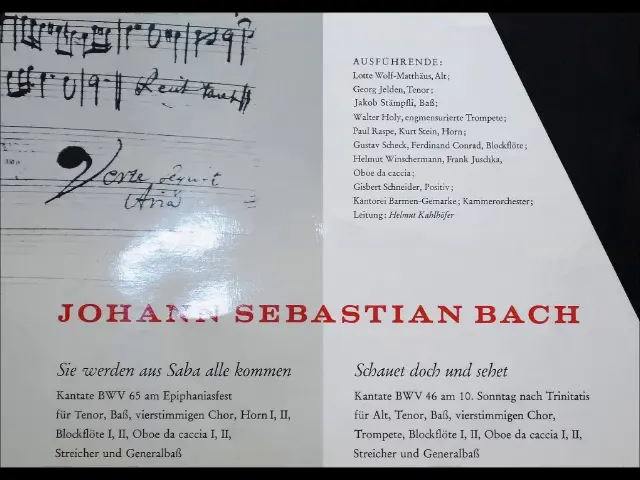 Verte sequit
Aria
AUSFÜHRENDE:
Lotte Wolf-Matthäus, Alt;
Georg Jelden, Tenor;
Jakob Stämpfli, Baß;
Walter Holy, engmensurierte Trompete;
Paul Raspe, Kurt Stein, Horn;
Gustav Scheck, Ferdinand Conrad, Blockflöte;
Helmut Winschermann, Frank Juschka,
Oboe da caccia;
Gisbert Schneider, Positiv;
Kantorei Barmen-Gemarke; Kammerorchester;
Leitung: Helmut Kahlhöfer
JOHANN SEBASTIAN BACH
Sie werden aus Saba alle kommen
Kantate BWV 65 am Epiphaniasfest
für Tenor, Baß, vierstimmigen Chor, Horn I, II,
Blockflöte I, II, Oboe da caccia I, II,
Streicher und Generalbaß
Schauet doch und sehet
Kantate BWV 46 am 10. Sonntag nach Trinitatis
für Alt, Tenor, Baß, vierstimmigen Chor,
Trompete, Blockflöte I, II, Oboe da caccia I, II,
Streicher und Generalbaß